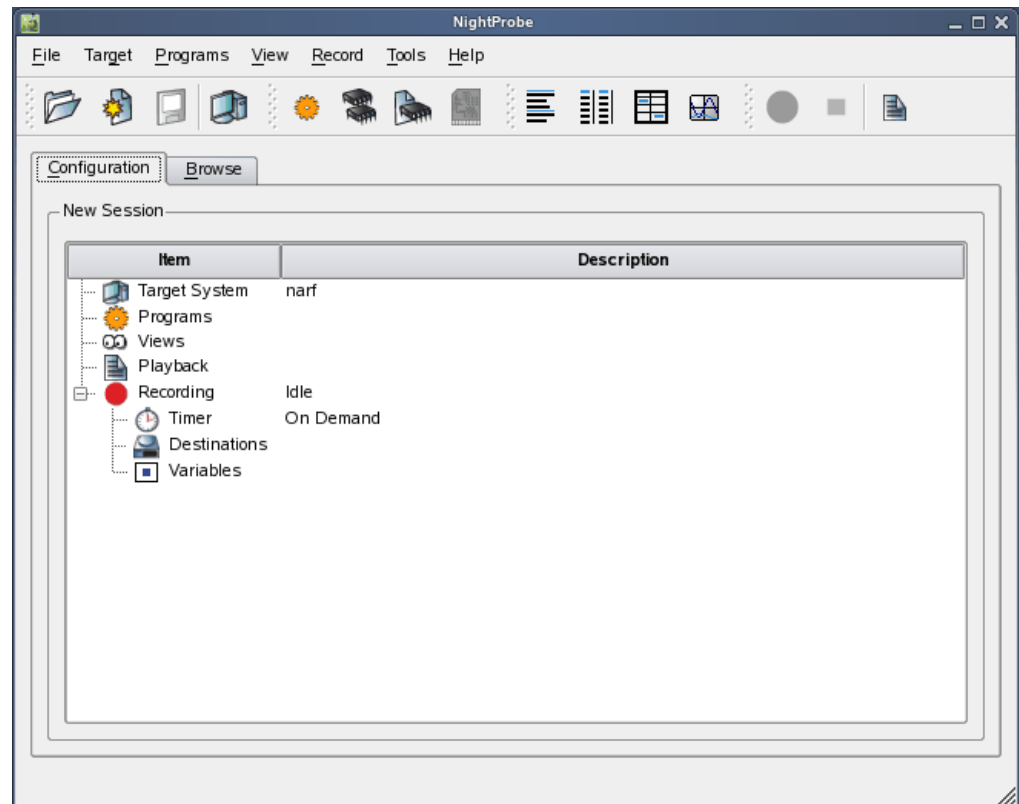 NightProbe
File Target Programs View Record Tools Help
Configuration Browse
New Session
Item Description
Target System narf
Programs
Views
Playback
Recording Idle
Timer On Demand
Destinations
Variables